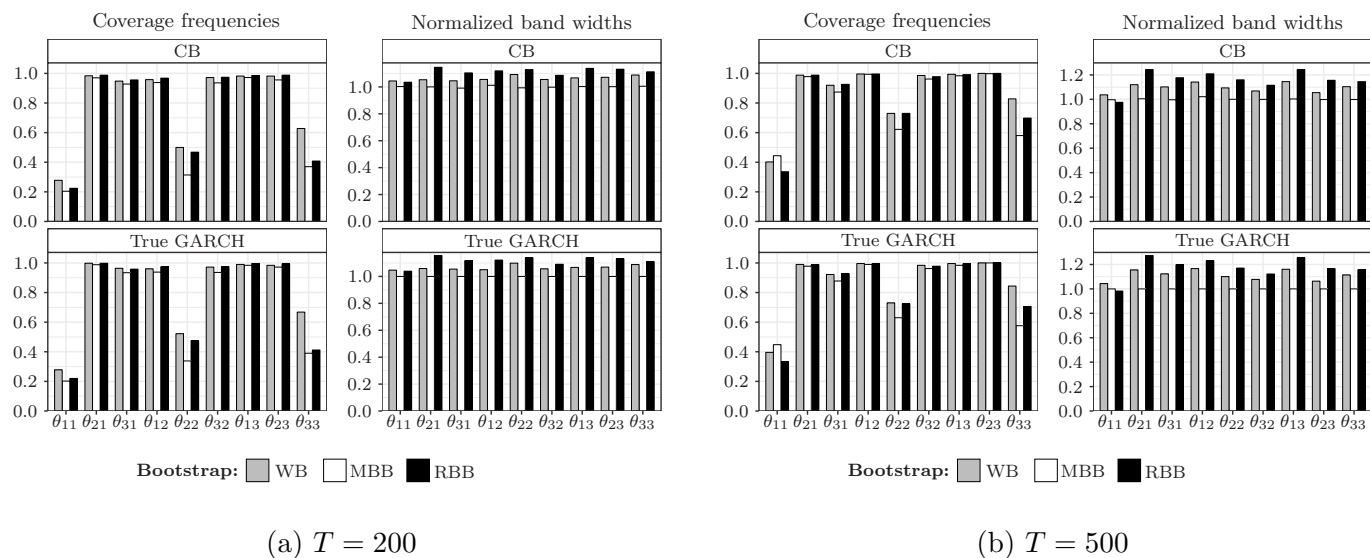 Coverage frequencies
Normalized band widths
CB
CB
1.0
0.8
0.6
0.4
0.2
0.0
1.0
0.8
0.6
0.4
0.2
0.0
True GARCH
True GARCH
1.0
0.8
0.6
0.4
0.2
0.0
1.0
0.8
0.6
0.4
0.2
0.0
θ11 θ21 θ31 θ12 θ22 θ32 θ13 θ23 θ33
θ11 θ21 θ31 θ12 θ22 θ32 θ13 θ23 θ33
Bootstrap: WB MBB RBB
(a) T = 200
Coverage frequencies
Normalized band widths
CB
CB
1.0
0.8
0.6
0.4
0.2
0.0
1.2
1.0
0.8
0.6
0.4
0.2
0.0
True GARCH
True GARCH
1.0
0.8
0.6
0.4
0.2
0.0
1.2
1.0
0.8
0.6
0.4
0.2
0.0
θ11 θ21 θ31 θ12 θ22 θ32 θ13 θ23 θ33
θ11 θ21 θ31 θ12 θ22 θ32 θ13 θ23 θ33
Bootstrap: WB MBB RBB
(b) T = 500